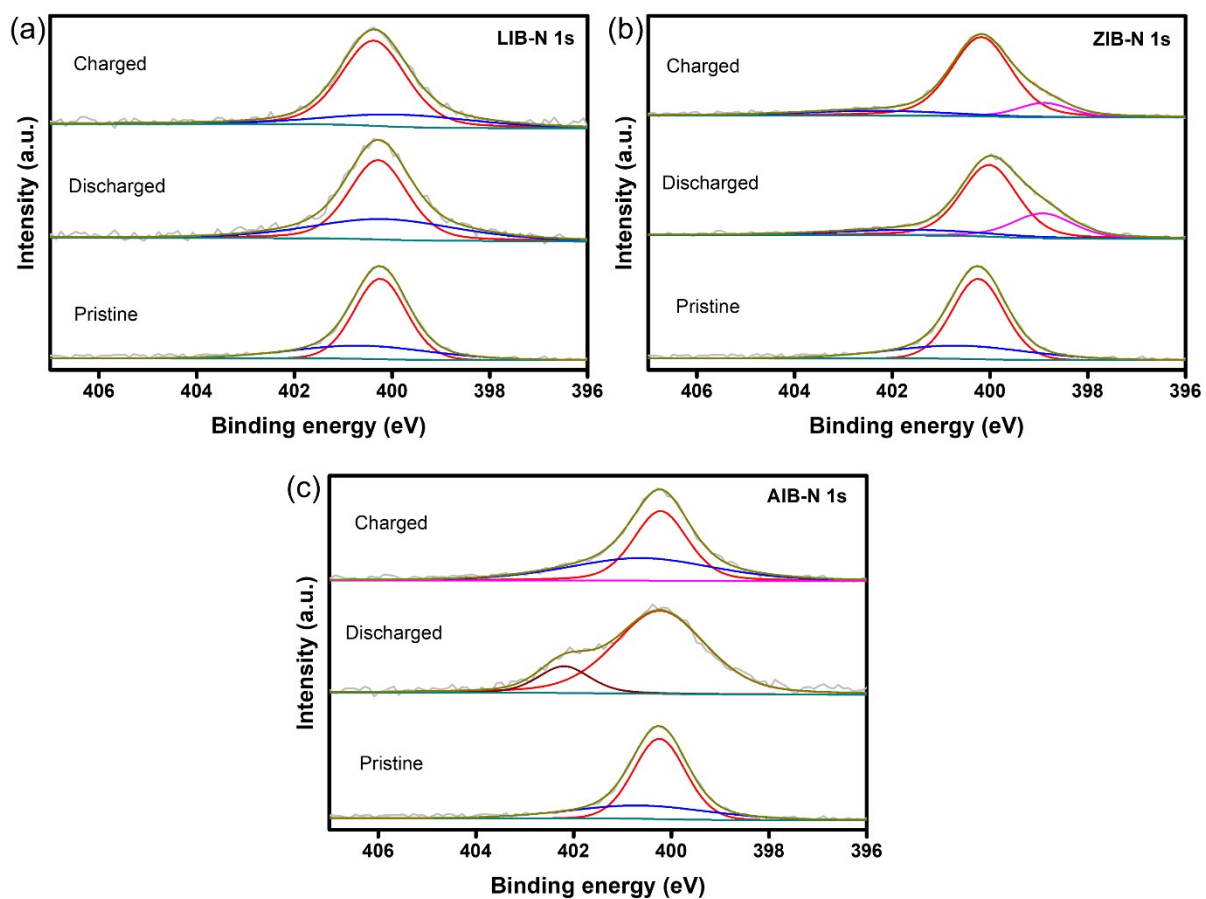 (a)
LIB-N 1s
Charged
Discharged
Pristine
Intensity (a.u.)
406 404 402 400 398 396
Binding energy (eV)
(b)
ZIB-N 1s
Charged
Discharged
Pristine
Intensity (a.u.)
406 404 402 400 398 396
Binding energy (eV)
(c)
AIB-N 1s
Charged
Discharged
Pristine
Intensity (a.u.)
406 404 402 400 398 396
Binding energy (eV)